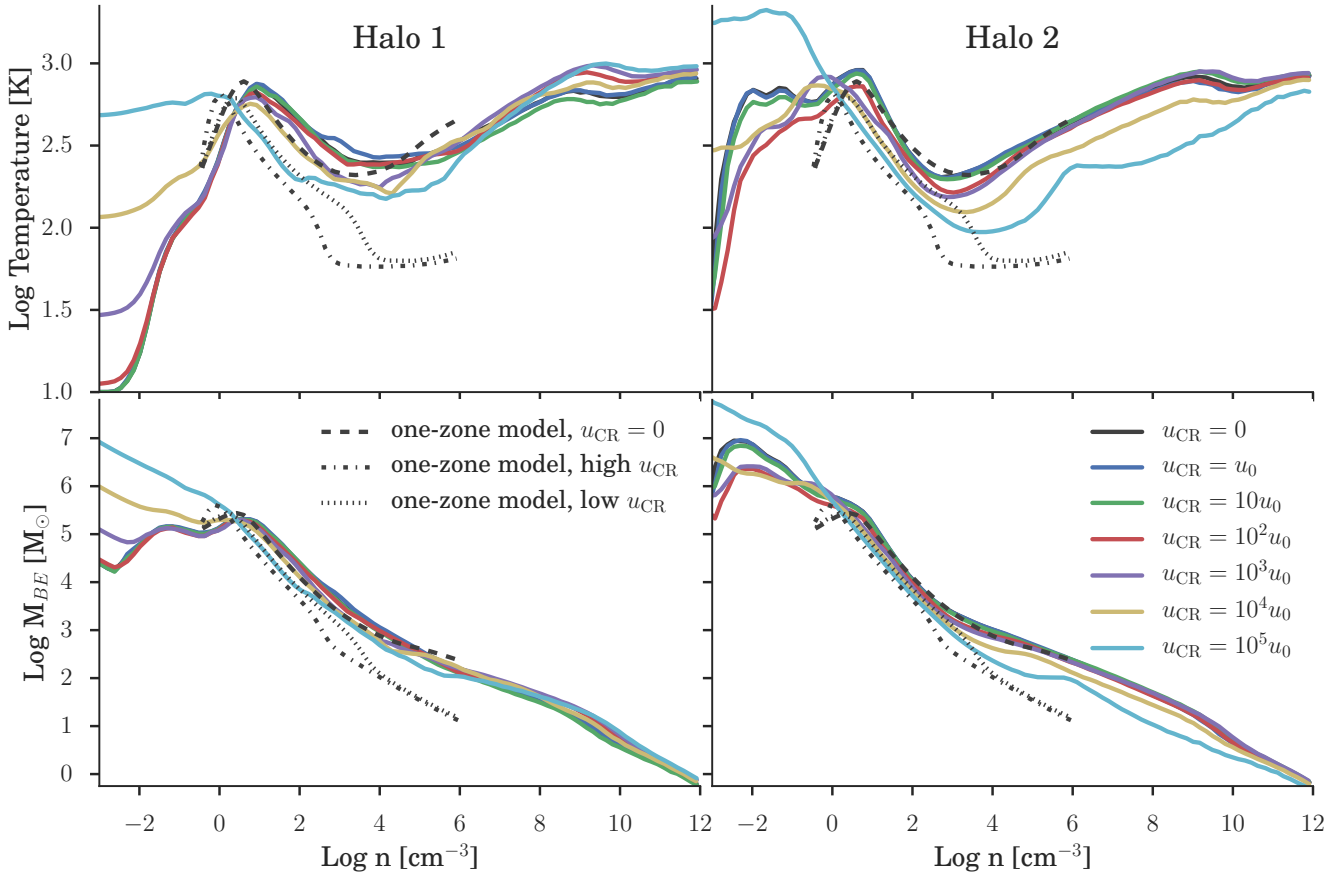 Halo 1
Halo 2
Log Temperature [K]
3.0
2.5
2.0
1.5
1.0
one-zone model, u_CR = 0
one-zone model, high u_CR
one-zone model, low u_CR
u_CR = 0
u_CR = u_0
u_CR = 10u_0
u_CR = 10^2u_0
u_CR = 10^3u_0
u_CR = 10^4u_0
u_CR = 10^5u_0
Log M_BE [M_⊙]
7
6
5
4
3
2
1
0
−2 0 2 4 6 8 10 12
−2 0 2 4 6 8 10 12
Log n [cm^−3]
Log n [cm^−3]